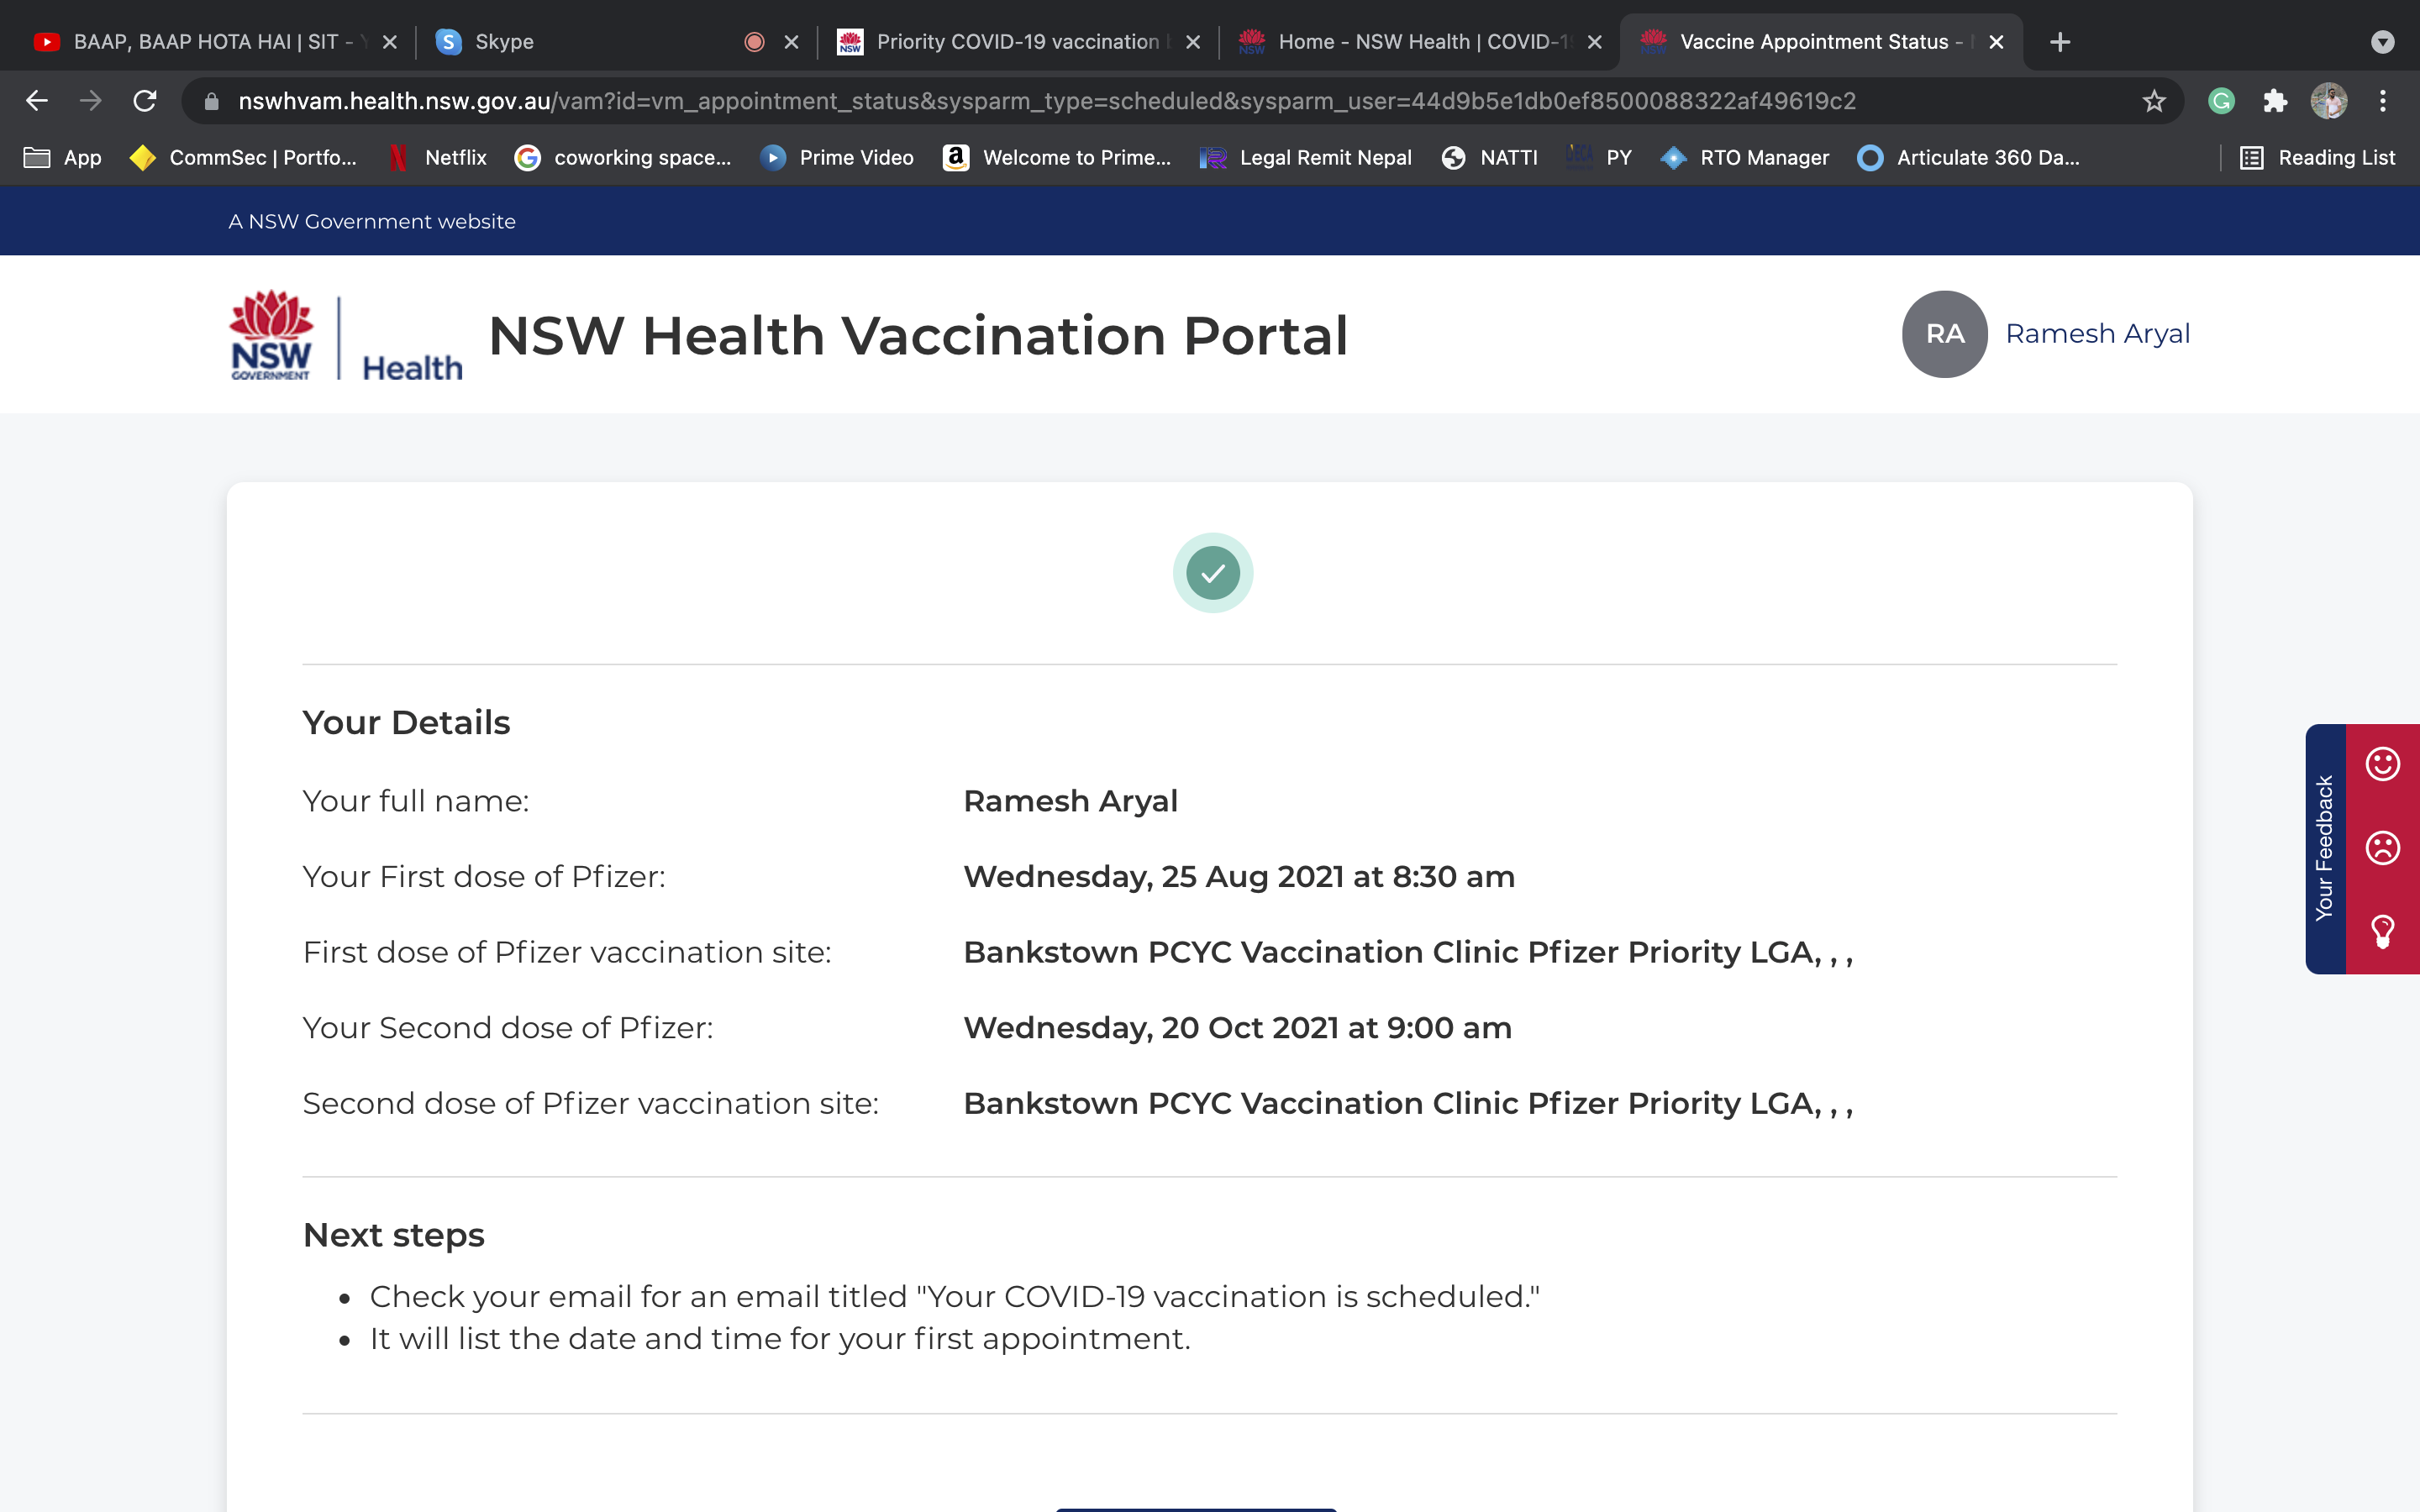 BAAP, BAAP HOTA HAI | SIT - Y
Skype
Priority COVID-19 vaccination
Home - NSW Health | COVID-19
Vaccine Appointment Status -
nswhvam.health.nsw.gov.au/vam?id=vm_appointment_status&sysparm_type=scheduled&sysparm_user=44d9b5e1db0ef8500088322af49619c2
App
CommSec | Portfo...
Netflix
coworking space...
Prime Video
Welcome to Prime...
Legal Remit Nepal
NATTI
PY
RTO Manager
Articulate 360 Da...
Reading List
A NSW Government website
NSW
GOVERNMENT
Health
NSW Health Vaccination Portal
RA
Ramesh Aryal
Your Details
Your full name: Ramesh Aryal
Your First dose of Pfizer: Wednesday, 25 Aug 2021 at 8:30 am
First dose of Pfizer vaccination site: Bankstown PCYC Vaccination Clinic Pfizer Priority LGA, , ,
Your Second dose of Pfizer: Wednesday, 20 Oct 2021 at 9:00 am
Second dose of Pfizer vaccination site: Bankstown PCYC Vaccination Clinic Pfizer Priority LGA, , ,
Next steps
• Check your email for an email titled "Your COVID-19 vaccination is scheduled."
• It will list the date and time for your first appointment.
Your Feedback